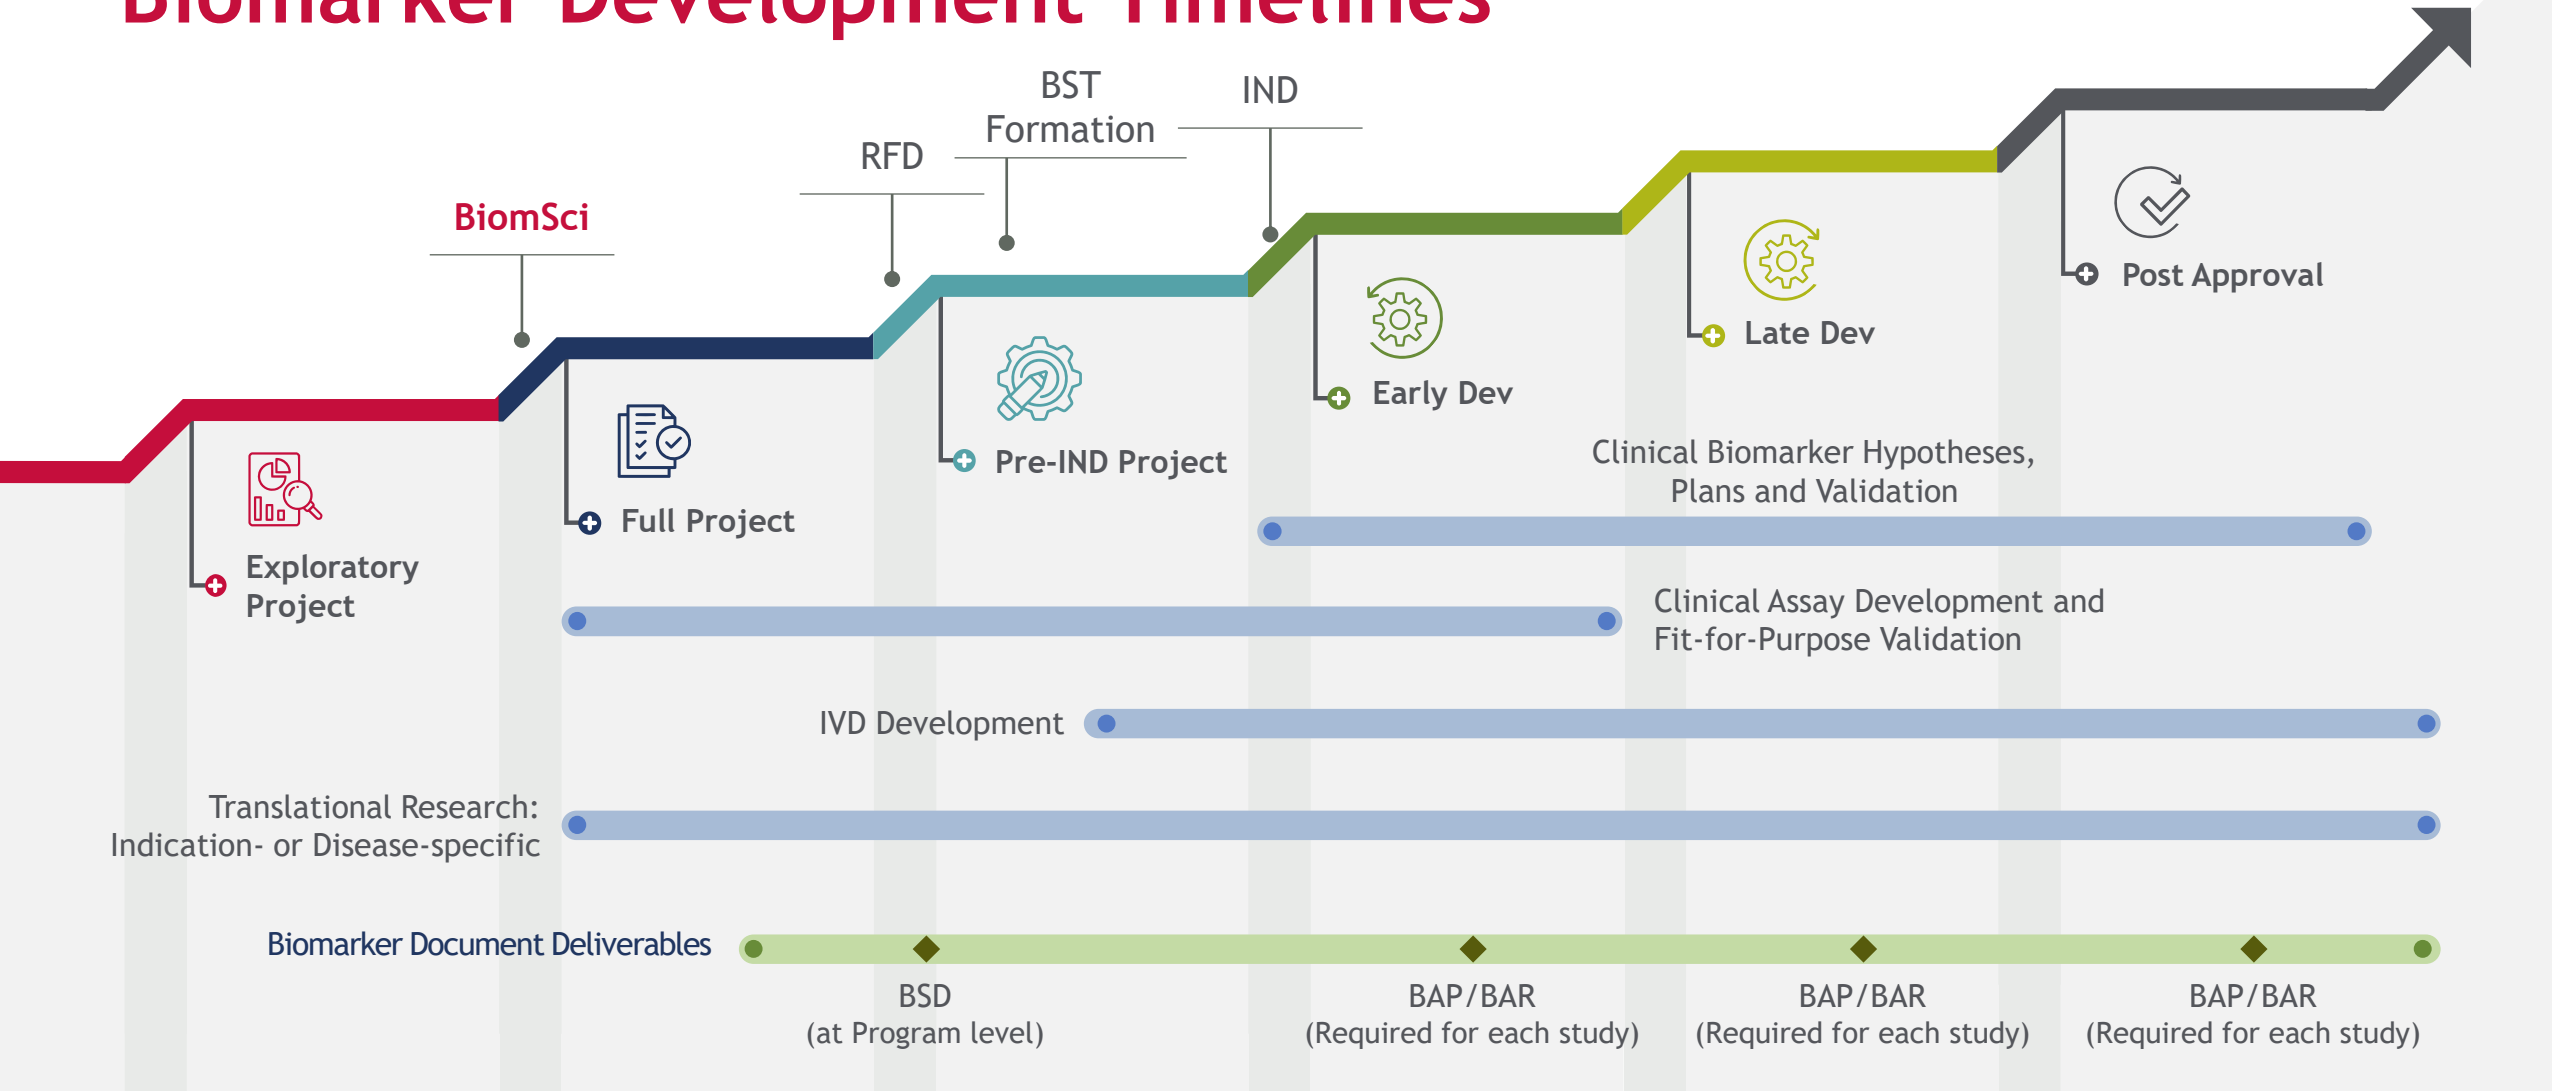 Biomarker Development Timelines
BST
Formation
IND
RFD
BiomSci
Post Approval
Late Dev
Early Dev
Pre-IND Project
Full Project
Exploratory
Project
Clinical Biomarker Hypotheses,
Plans and Validation
Clinical Assay Development and
Fit-for-Purpose Validation
IVD Development
Translational Research:
Indication- or Disease-specific
Biomarker Document Deliverables
BSD
(at Program level)
BAP/BAR
(Required for each study)
BAP/BAR
(Required for each study)
BAP/BAR
(Required for each study)